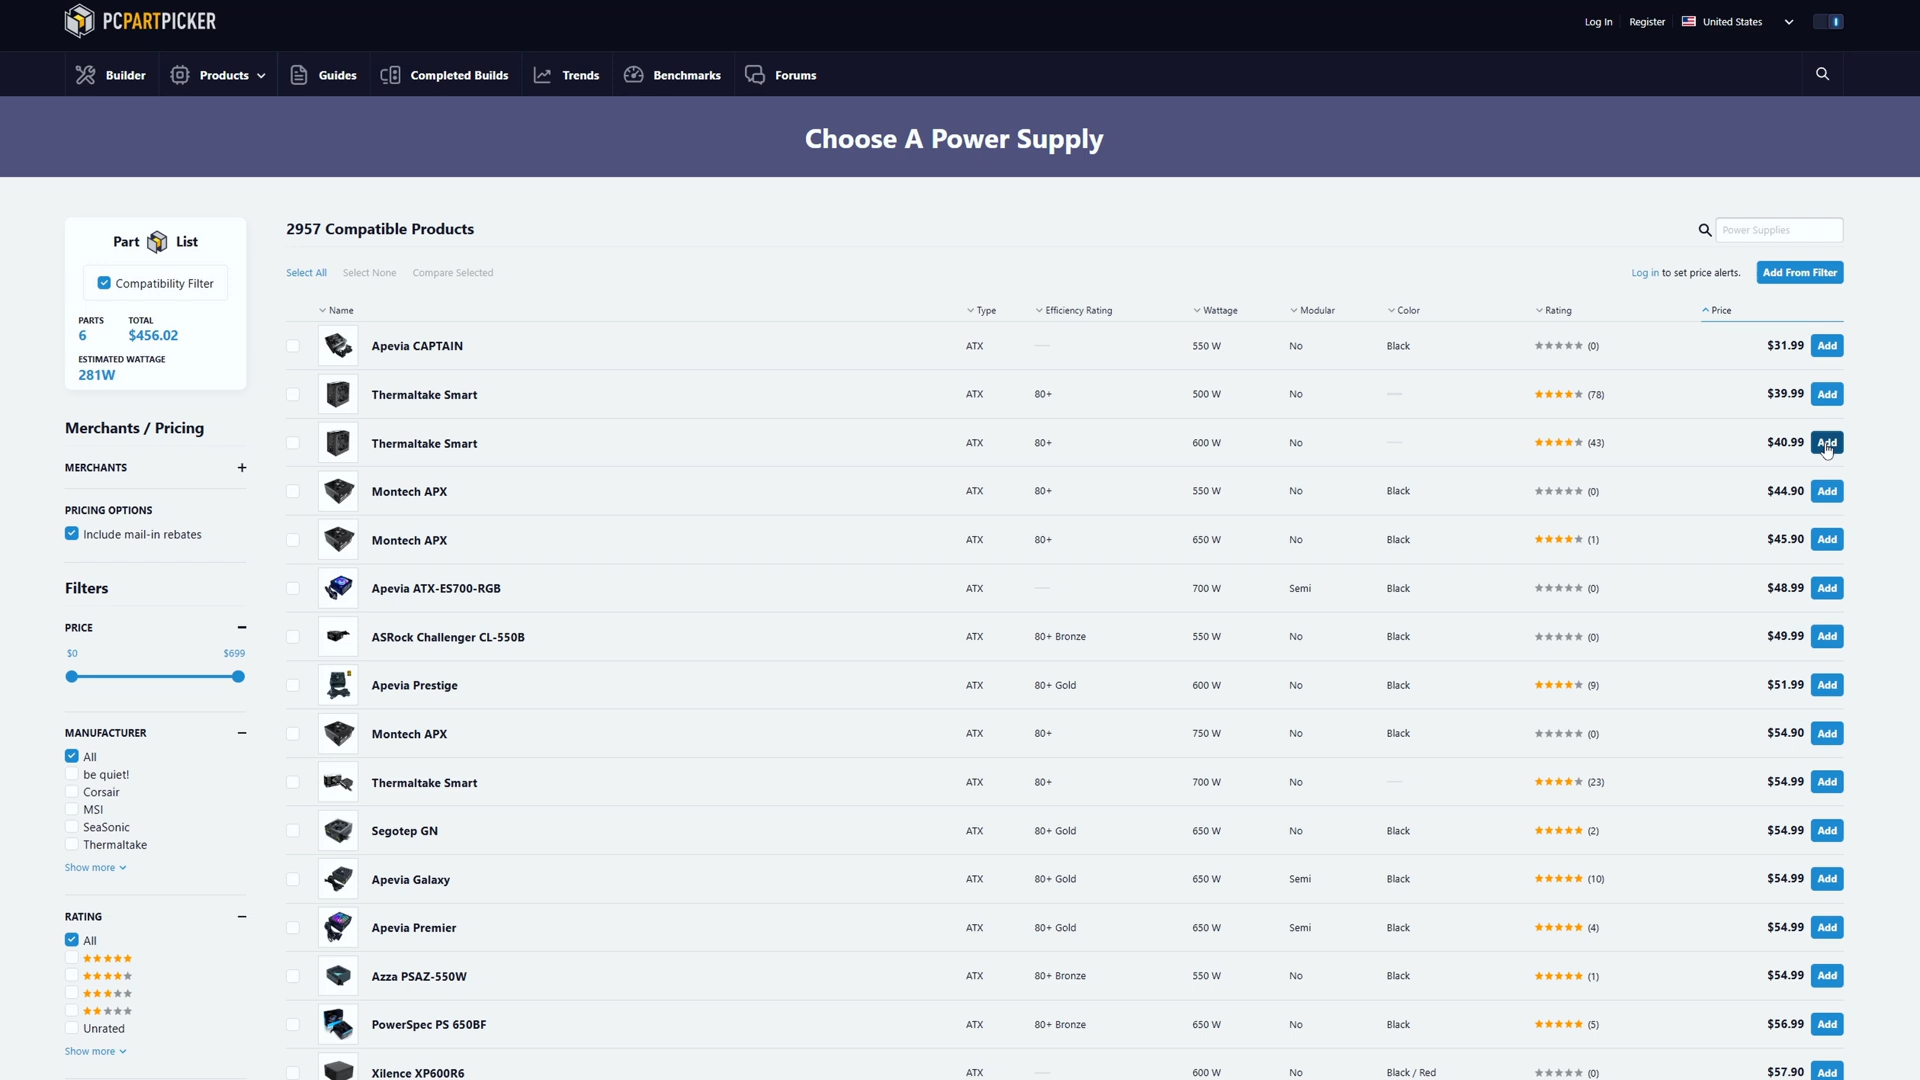 PCPARTPICKER
Log In
Register
United States
Builder
Products
Guides
Completed Builds
Trends
Benchmarks
Forums
Choose A Power Supply
Part List
Compatibility Filter
PARTS TOTAL
6 $456.02
ESTIMATED WATTAGE
281W
Merchants / Pricing
MERCHANTS +
PRICING OPTIONS
Include mail-in rebates
Filters
PRICE
$0 $699
MANUFACTURER
All
be quiet!
Corsair
MSI
SeaSonic
Thermaltake
Show more
RATING
All
Unrated
Show more
2957 Compatible Products
Power Supplies
Select All Select None Compare Selected
Log in to set price alerts. Add From Filter
Name Type Efficiency Rating Wattage Modular Color Rating Price
Apevia CAPTAIN ATX 550 W No Black (0) $31.99 Add
Thermaltake Smart ATX 80+ 500 W No (78) $39.99 Add
Thermaltake Smart ATX 80+ 600 W No (43) $40.99 Add
Montech APX ATX 80+ 550 W No Black (0) $44.90 Add
Montech APX ATX 80+ 650 W No Black (1) $45.90 Add
Apevia ATX-ES700-RGB ATX 700 W Semi Black (0) $48.99 Add
ASRock Challenger CL-550B ATX 80+ Bronze 550 W No Black (0) $49.99 Add
Apevia Prestige ATX 80+ Gold 600 W No Black (9) $51.99 Add
Montech APX ATX 80+ 750 W No Black (0) $54.90 Add
Thermaltake Smart ATX 80+ 700 W No (23) $54.99 Add
Segotep GN ATX 80+ Gold 650 W No Black (2) $54.99 Add
Apevia Galaxy ATX 80+ Gold 650 W Semi Black (10) $54.99 Add
Apevia Premier ATX 80+ Gold 650 W Semi Black (4) $54.99 Add
Azza PSAZ-550W ATX 80+ Bronze 550 W No Black (1) $54.99 Add
PowerSpec PS 650BF ATX 80+ Bronze 650 W No Black (5) $56.99 Add
Xilence XP600R6 ATX 600 W No Black / Red (0) $57.90 Add